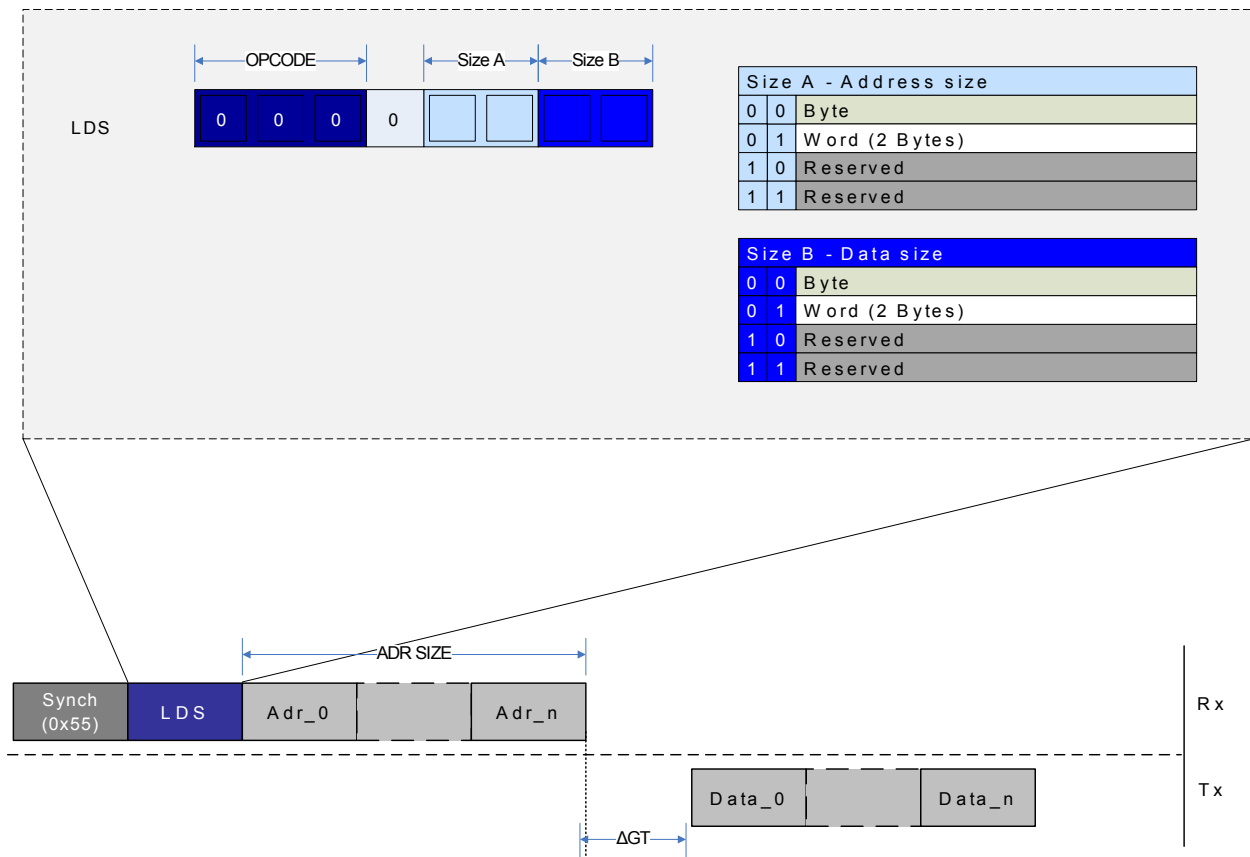 OPCODE Size A Size B
LDS 0 0 0 0
Size A - Address size
0 0 Byte
0 1 Word (2 Bytes)
1 0 Reserved
1 1 Reserved
Size B - Data size
0 0 Byte
0 1 Word (2 Bytes)
1 0 Reserved
1 1 Reserved
ADR SIZE
Synch
(0x55)
LDS Adr_0 Adr_n Rx
Data_0 Data_n Tx
ΔGT